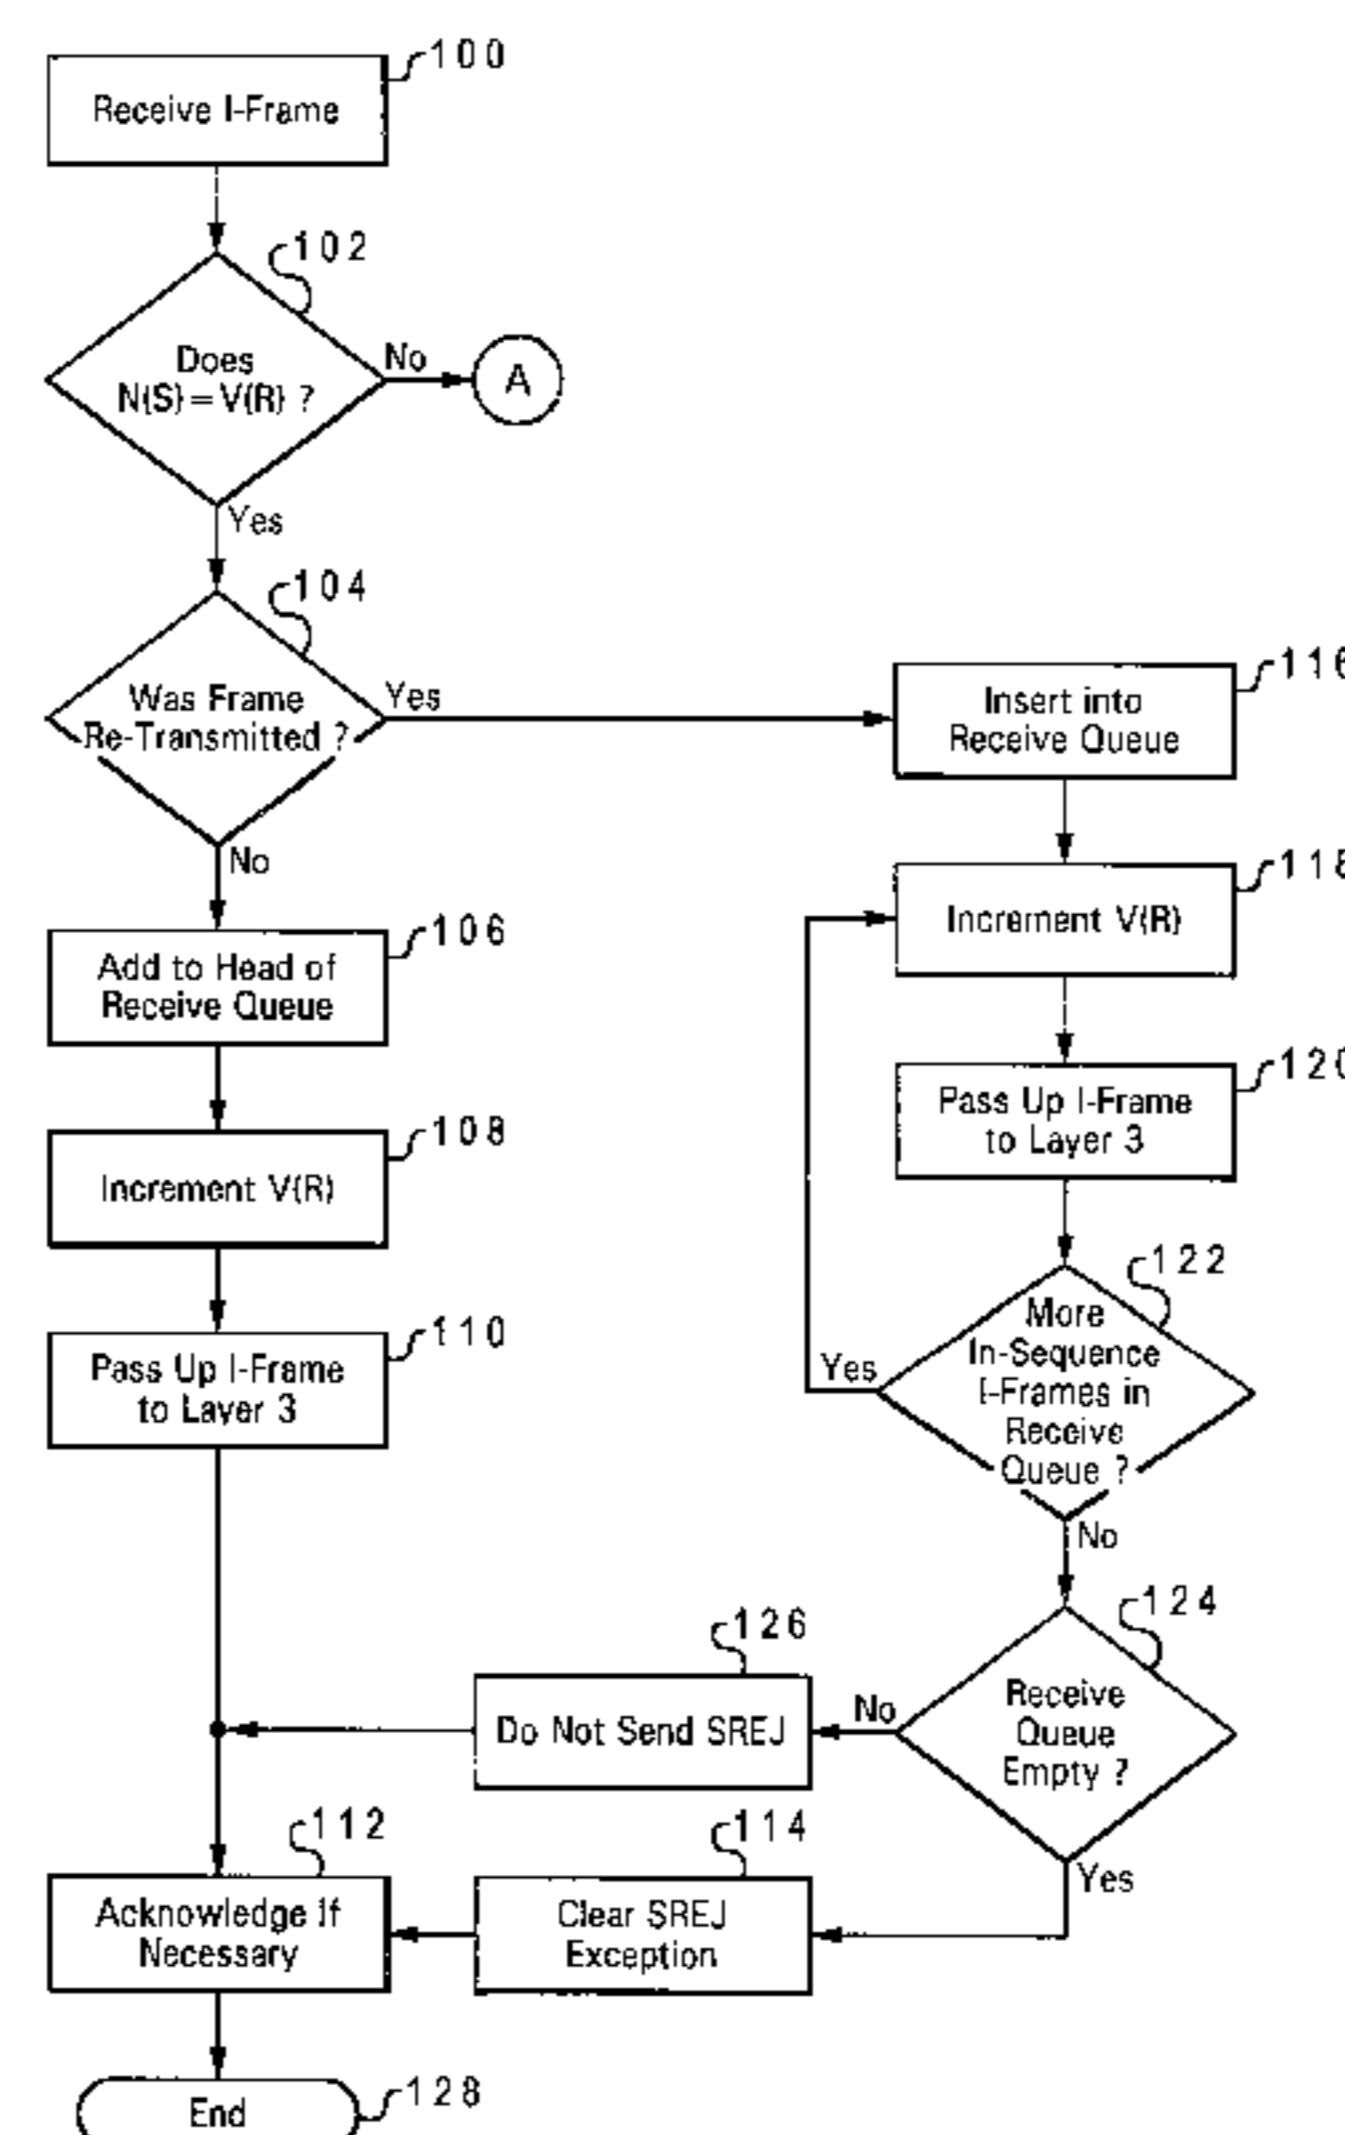 100
Receive I-Frame
102
Does
N(S)=V(R) ?
No
A
Yes
104
Was Frame
Re-Transmitted ?
Yes
No
116
Insert into
Receive Queue
118
Increment V(R)
106
Add to Head of
Receive Queue
120
Pass Up I-Frame
to Layer 3
108
Increment V(R)
122
More
In-Sequence
I-Frames in
Receive
Queue ?
Yes
No
110
Pass Up I-Frame
to Layer 3
124
Receive
Queue
Empty ?
No
Yes
126
Do Not Send SREJ
114
Clear SREJ
Exception
112
Acknowledge If
Necessary
128
End